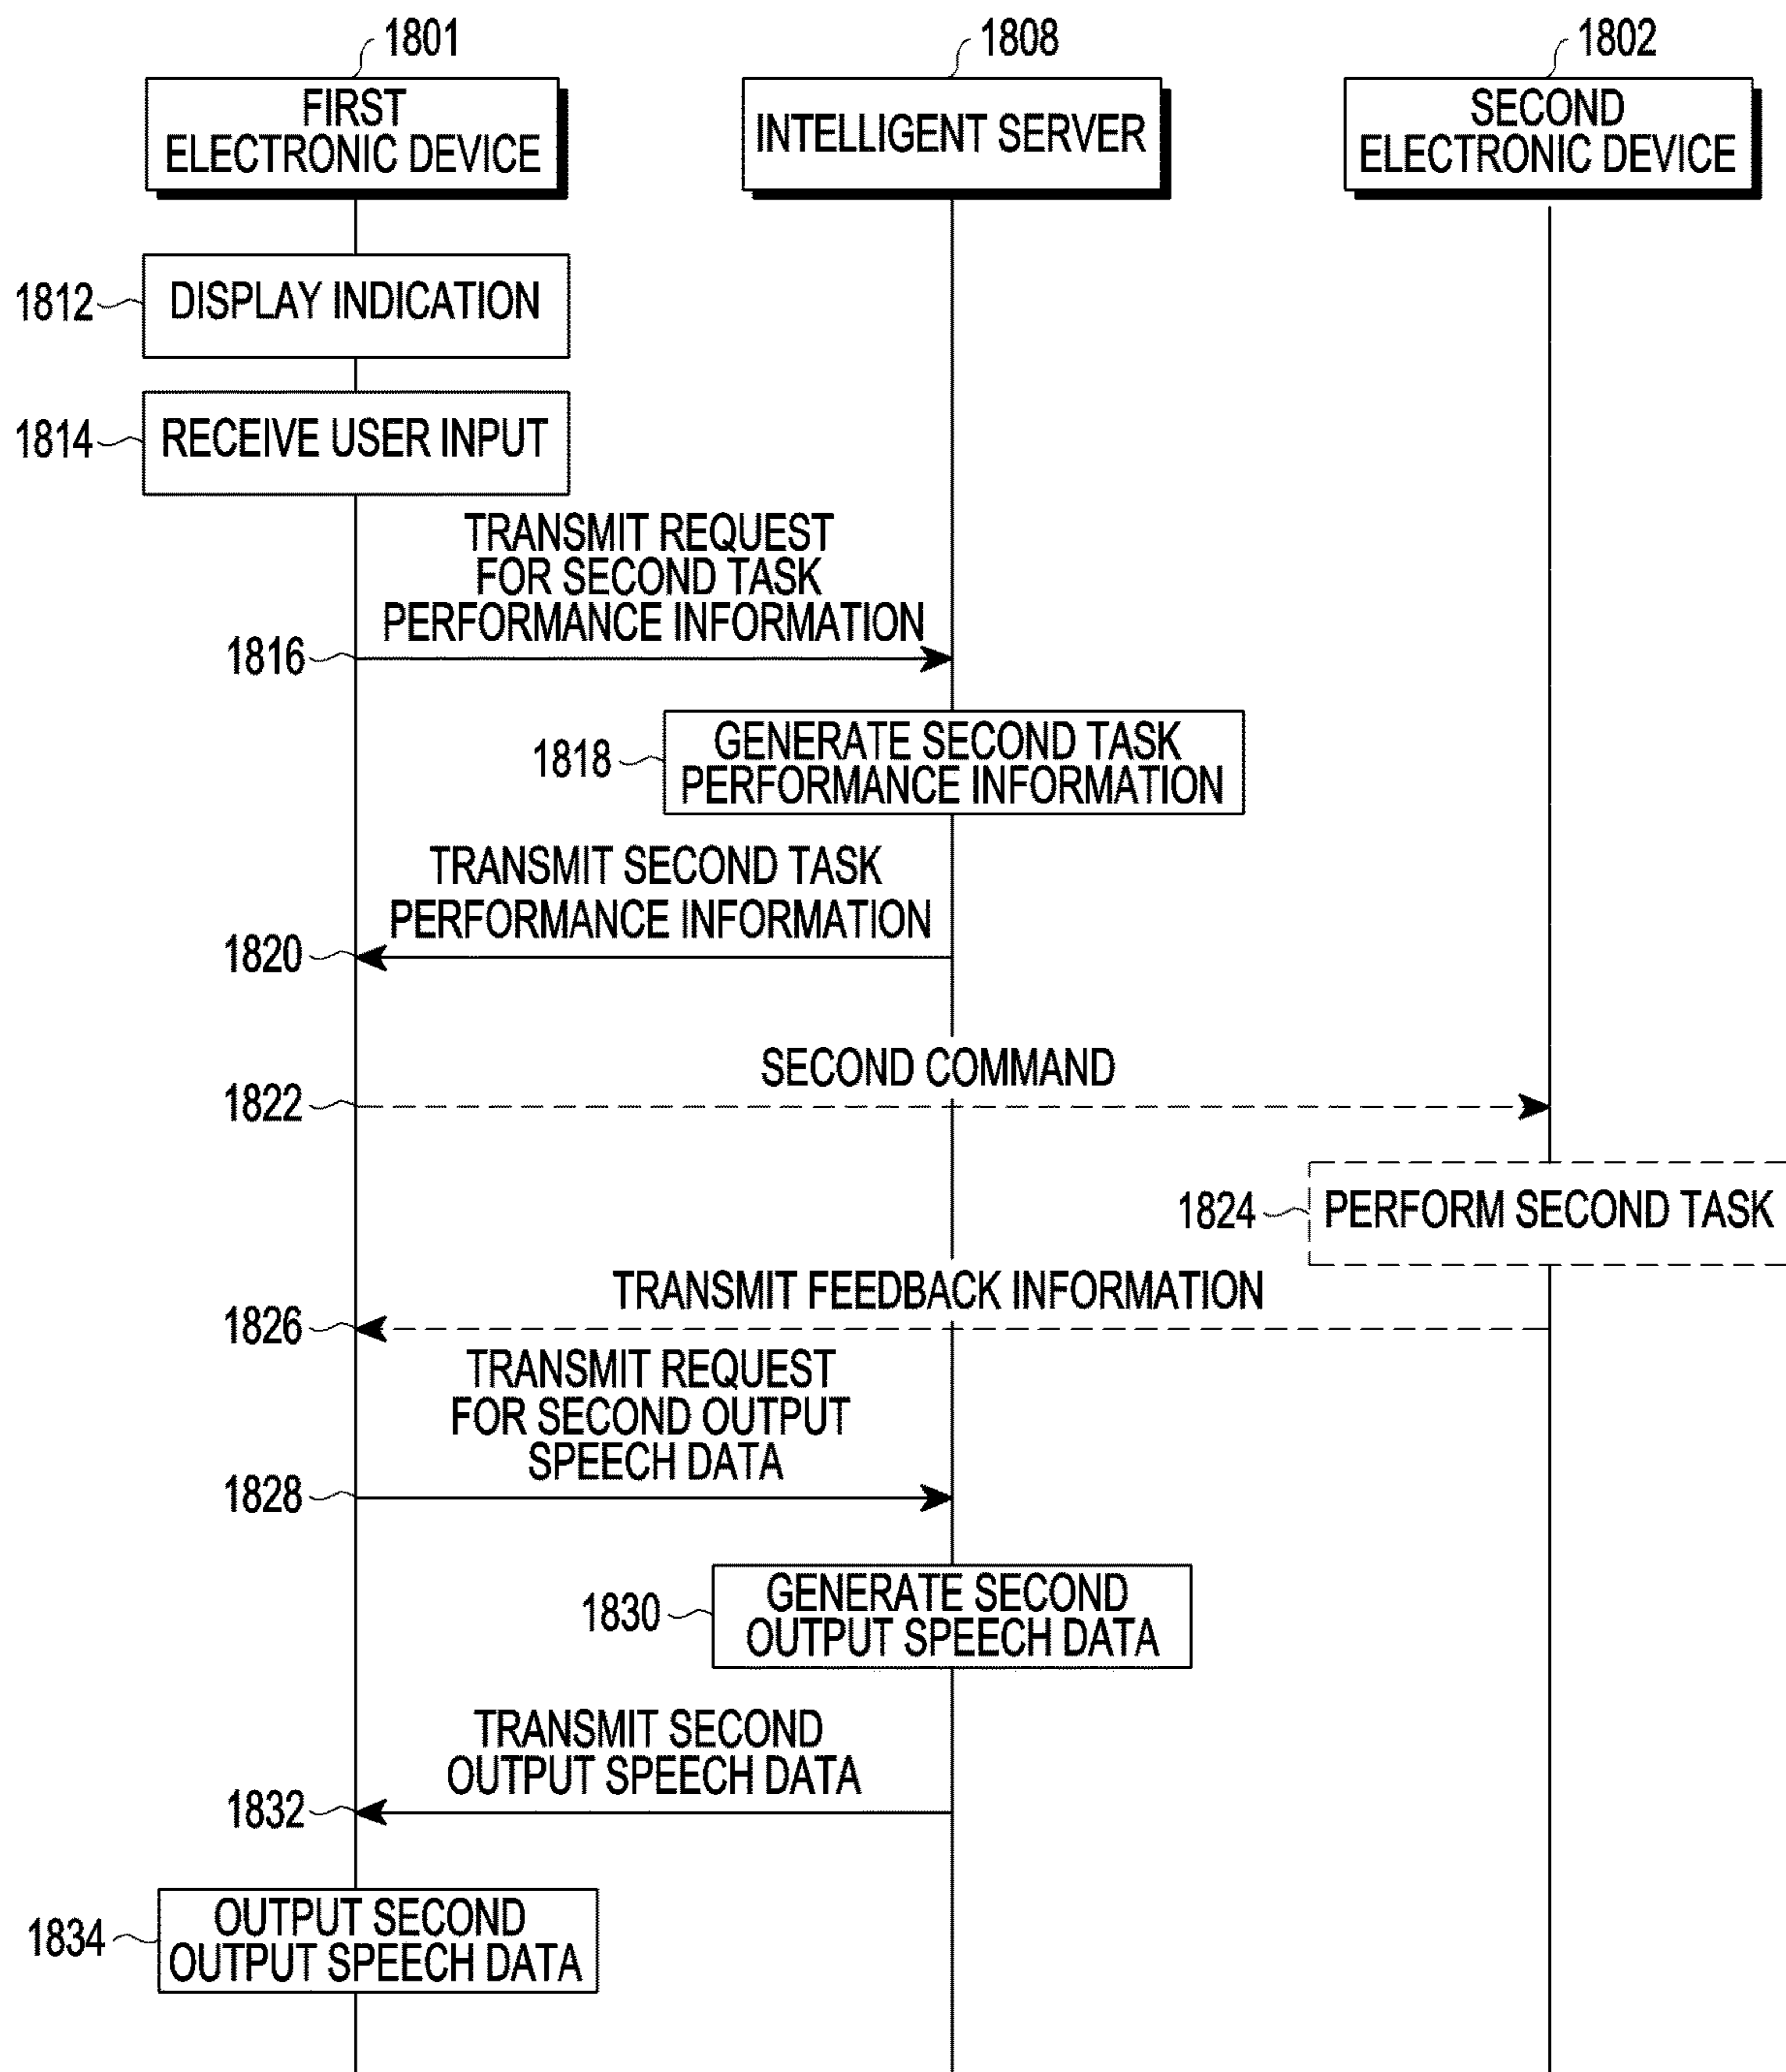 1801
1808
1802
FIRST
ELECTRONIC DEVICE
INTELLIGENT SERVER
SECOND
ELECTRONIC DEVICE
1812
DISPLAY INDICATION
1814
RECEIVE USER INPUT
TRANSMIT REQUEST
FOR SECOND TASK
PERFORMANCE INFORMATION
1816
1818
GENERATE SECOND TASK
PERFORMANCE INFORMATION
TRANSMIT SECOND TASK
PERFORMANCE INFORMATION
1820
SECOND COMMAND
1822
1824
PERFORM SECOND TASK
TRANSMIT FEEDBACK INFORMATION
1826
TRANSMIT REQUEST
FOR SECOND OUTPUT
SPEECH DATA
1828
1830
GENERATE SECOND
OUTPUT SPEECH DATA
TRANSMIT SECOND
OUTPUT SPEECH DATA
1832
1834
OUTPUT SECOND
OUTPUT SPEECH DATA